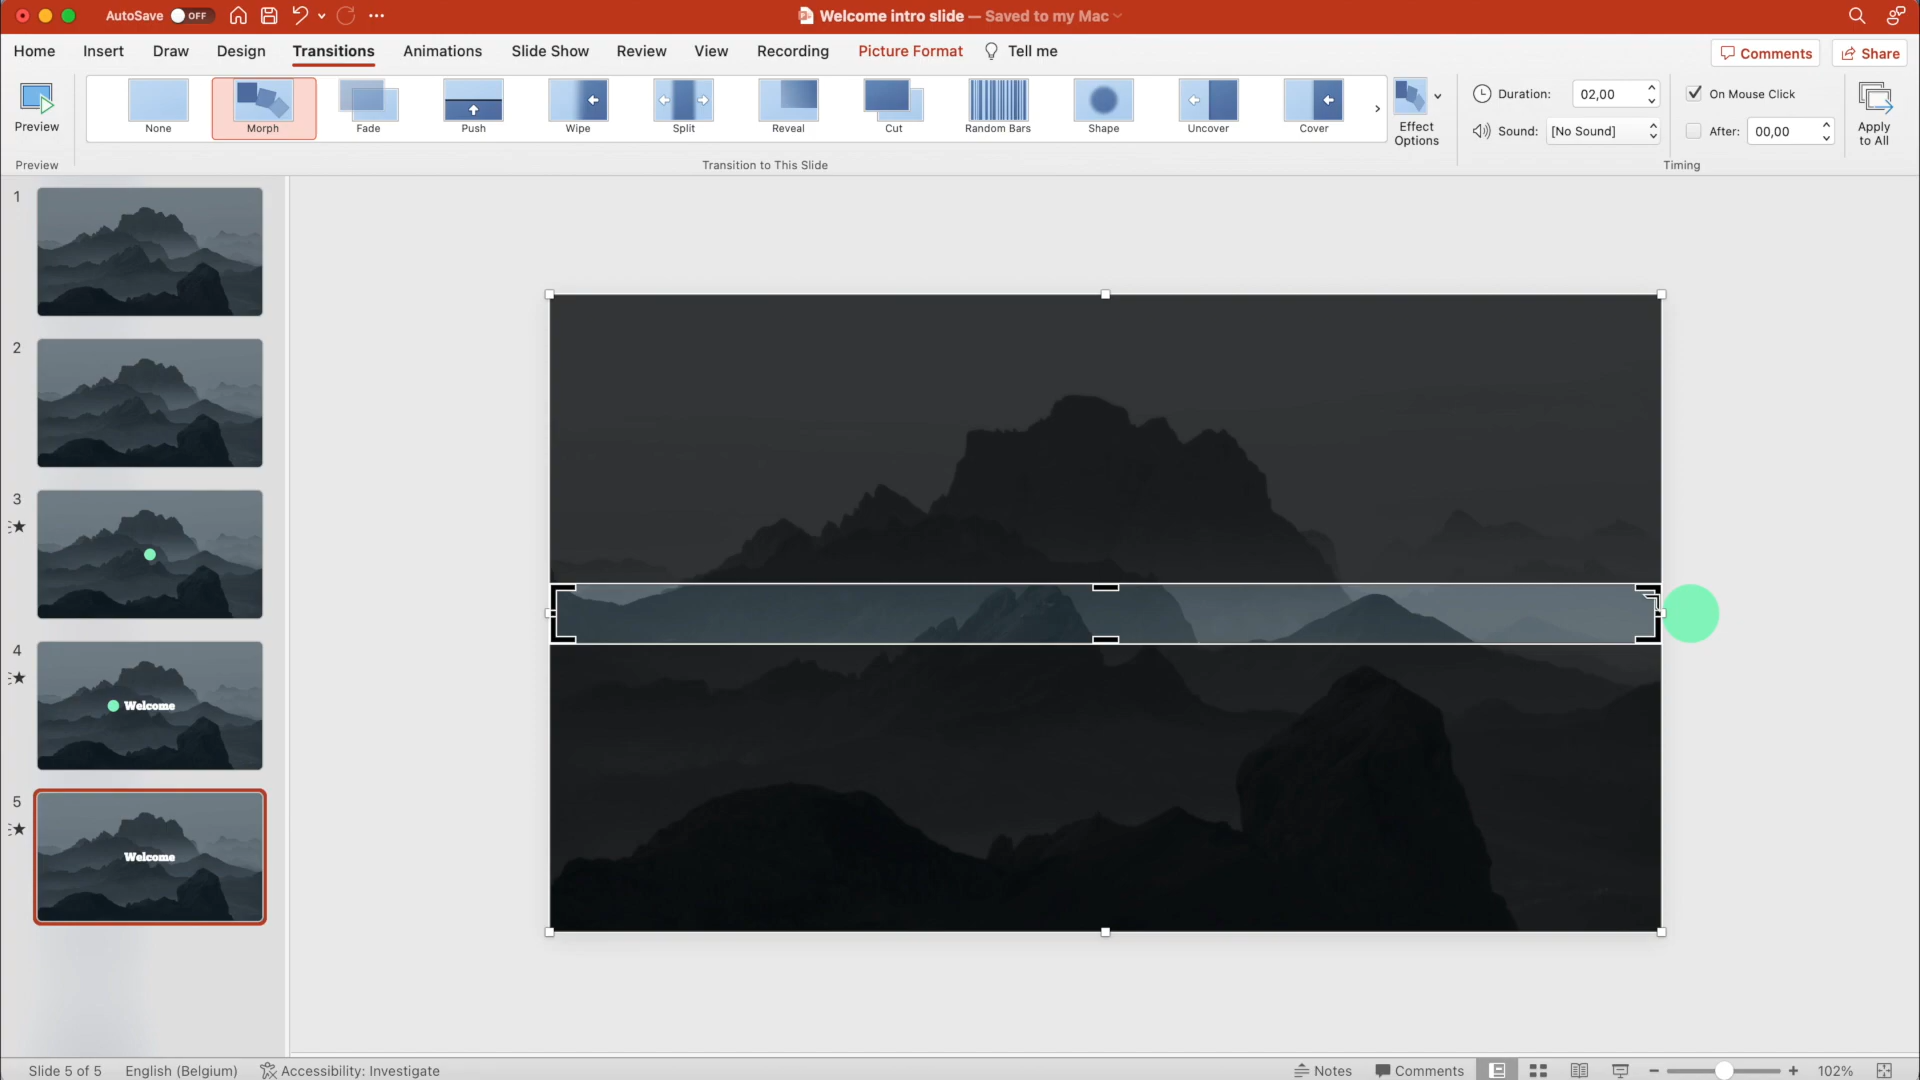 AutoSave OFF
Welcome intro slide — Saved to my Mac
Home Insert Draw Design Transitions Animations Slide Show Review View Recording Picture Format Tell me
Comments Share
Preview
None Morph Fade Push Wipe Split Reveal Cut Random Bars Shape Uncover Cover
Effect Options
Duration: 02,00
Sound: [No Sound]
On Mouse Click
After: 00,00
Apply to All
Preview
Transition to This Slide
Timing
1
2
3
4
Welcome
5
Welcome
Slide 5 of 5 English (Belgium) Accessibility: Investigate
Notes Comments 102%